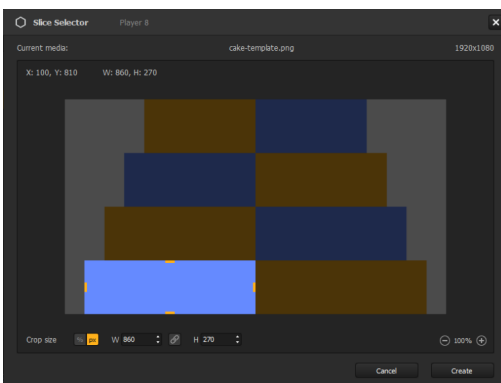 Slice Selector Player 8
Current media: cake-template.png 1920x1080
X: 100, Y: 810 W: 860, H: 270
Crop size % px W 860 H 270 100%
Cancel Create